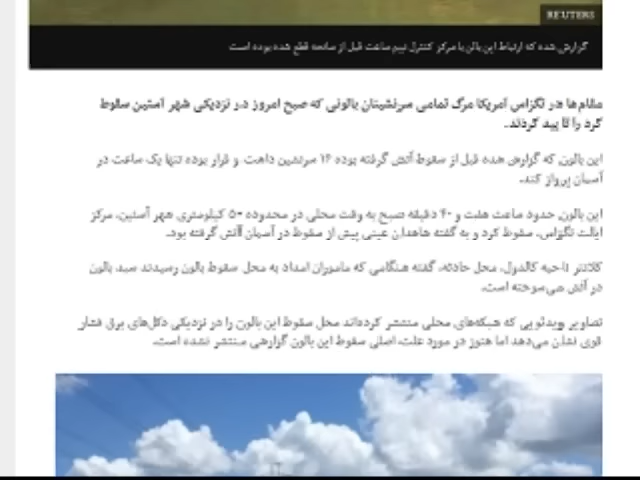 REUTERS
گزارش شده که ارتباط این بالن با مرکز کنترل نیم ساعت قبل از سانحه قطع شده بوده است
مقام‌ها در تگزاس آمریکا مرگ تمامی سرنشینان بالونی که صبح امروز در نزدیکی شهر آستین سقوط
کرد را تا یید کردند.
این بالون، که گزارش شده قبل از سقوط آتش گرفته بوده ۱۶ سرنشین داشت و قرار بوده تنها یک ساعت در
آسمان پرواز کند.
این بالون، حدود ساعت هفت و ۴۰ دقیقه صبح به وقت محلی در محدوده ۵۰ کیلومتری شهر آستین، مرکز
ایالت تگزاس، سقوط کرد و به گفته شاهدان عینی پیش از سقوط در آسمان آتش گرفته بود.
کلانتر ناحیه کالدول، محل حادثه، گفته هنگامی که ماموران امداد به محل سقوط بالون رسیدند سبد بالون
در آتش می‌سوخته است.
تصاویر ویدئویی که شبکه‌های محلی منتشر کرده‌اند محل سقوط این بالون را در نزدیکی دکل‌های برق فشار
قوی نشان می‌دهد اما هنوز در مورد علت اصلی سقوط این بالون گزارشی منتشر نشده است.